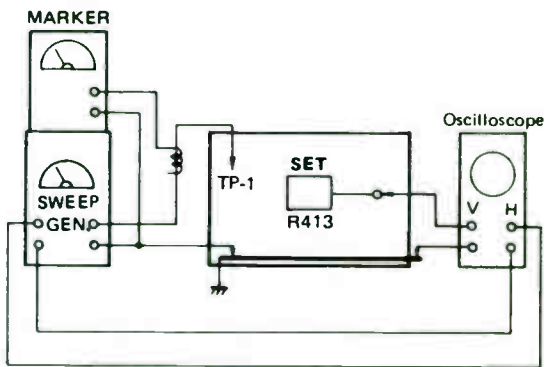 MARKER
SWEEP
GEN.
TP-1
SET
R413
Oscilloscope
V H